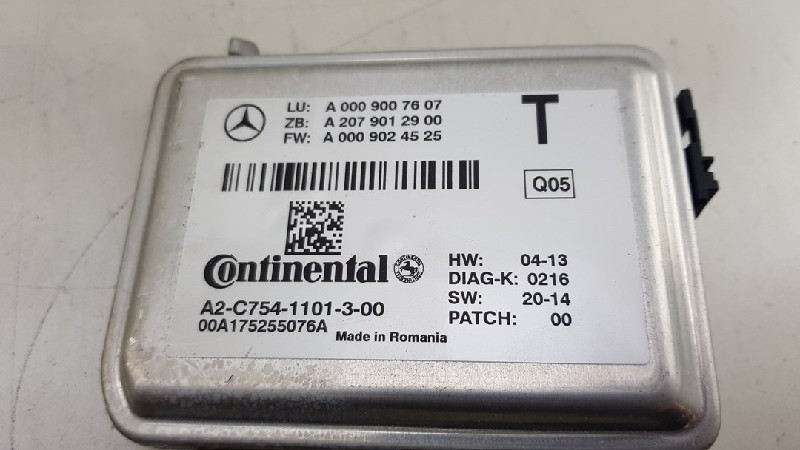 LU: A 000 900 76 07
ZB: A 207 901 29 00
FW: A 000 902 45 25
T
Q05
Continental
HW: 04-13
DIAG-K: 0216
SW: 20-14
PATCH: 00
A2-C754-1101-3-00
00A175255076A
Made in Romania